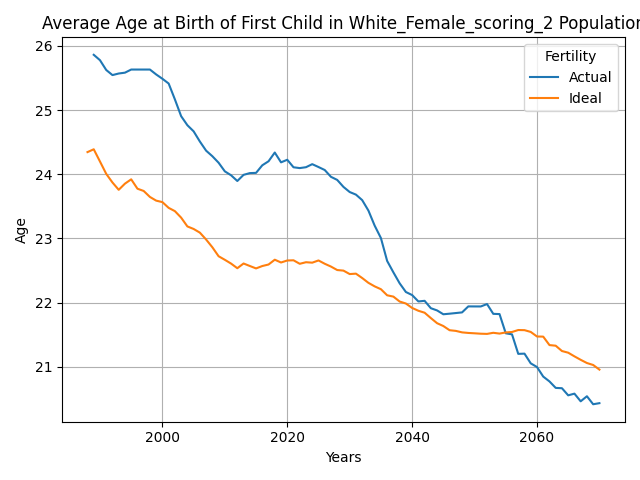 Average Age at Birth of First Child in White_Female_scoring_2 Population
26
25
24
23
22
21
Age
2000
2020
2040
2060
Years
Fertility
Actual
Ideal